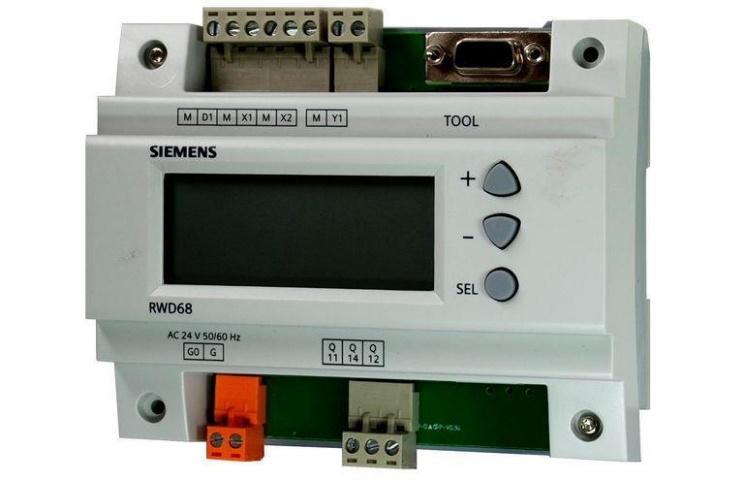 M D1 M X1 M X2 M Y1
TOOL
SIEMENS
+
-
SEL
RWD68
AC 24 V 50/60 Hz
G0 G
Q Q Q
11 14 12